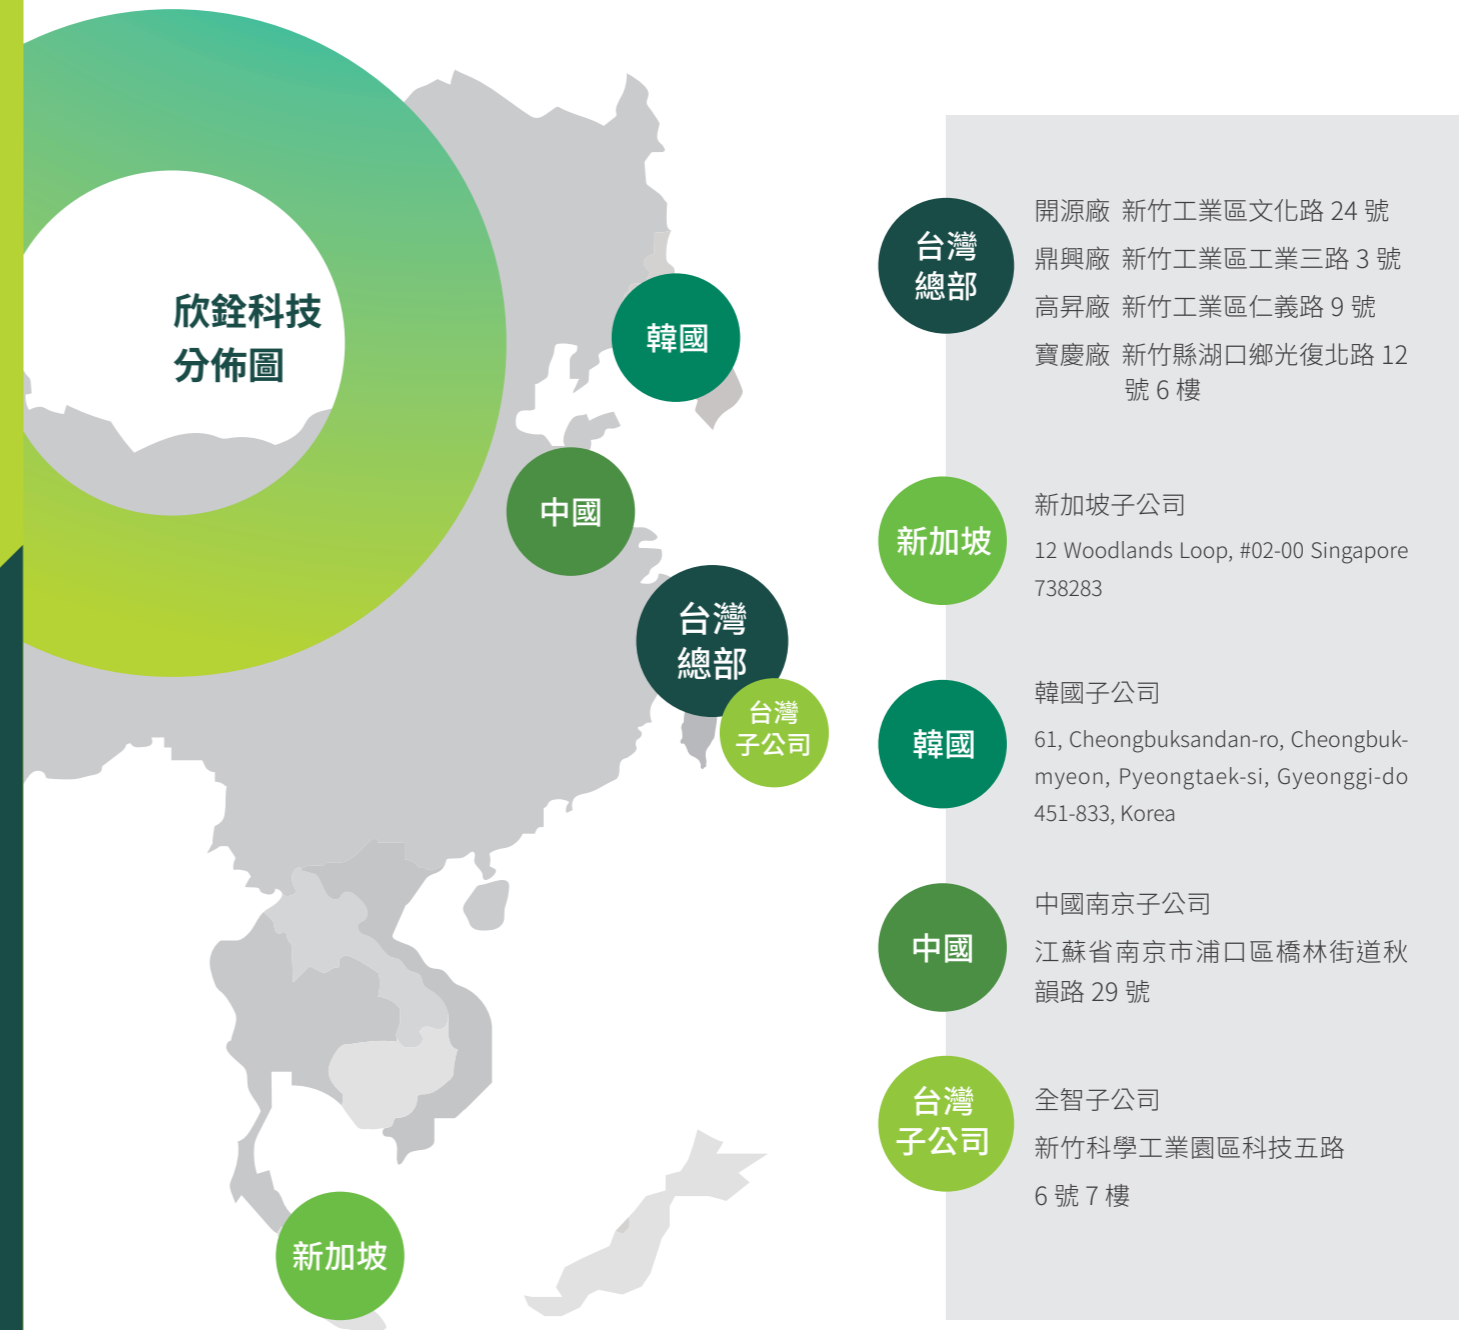 欣銓科技
分佈圖
韓國
中國
台灣
總部
台灣
子公司
新加坡
台灣
總部
開源廠 新竹工業區文化路 24 號
鼎興廠 新竹工業區工業三路 3 號
高昇廠 新竹工業區仁義路 9 號
寶慶廠 新竹縣湖口鄉光復北路 12
號 6 樓
新加坡
新加坡子公司
12 Woodlands Loop, #02-00 Singapore
738283
韓國
韓國子公司
61, Cheongbuksandan-ro, Cheongbuk-
myeon, Pyeongtaek-si, Gyeonggi-do
451-833, Korea
中國
中國南京子公司
江蘇省南京市浦口區橋林街道秋
韻路 29 號
台灣
子公司
全智子公司
新竹科學工業園區科技五路
6 號 7 樓